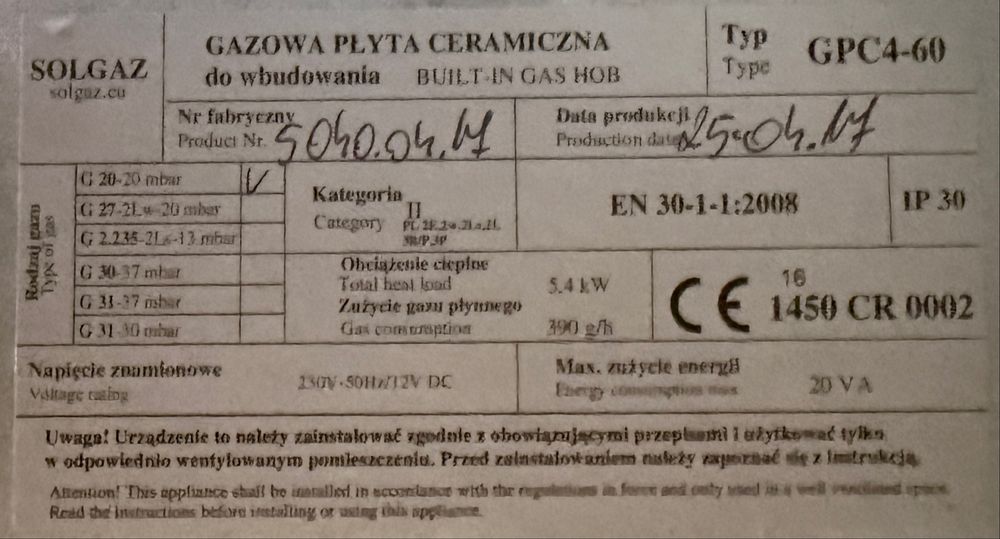 SOLGAZ
solgaz.eu
GAZOWA PŁYTA CERAMICZNA
do wbudowania BUILT-IN GAS HOB
Typ
Type
GPC4-60
Nr fabryczny
Product Nr. 5040.04.17
Data produkcji
Production date 25-04.17
Rodzaj gazu
Type of gas
G 20-20 mbar V
G 27-2Lw-20 mbar
G 2.235-2Ls-13 mbar
G 30-37 mbar
G 31-37 mbar
G 31-30 mbar
Kategoria
Category
II
PL
EN 30-1-1:2008
IP 30
Obciążenie cieplne
Total heat load 5.4 kW
Zużycie gazu płynnego
Gas consumption 390 g/h
CE
16
1450 CR 0002
Napięcie znamionowe
Voltage rating
230V-50Hz/12V DC
Max. zużycie energii
Energy consumption max
20 VA
Uwaga! Urządzenie to należy zainstalować zgodnie z obowiązującymi przepisami i użytkować tylko
w odpowiednio wentylowanym pomieszczeniu. Przed zainstalowaniem należy zapoznać się z instrukcją.
Attention! This appliance shall be installed in accordance with the regulations in force and only used in a well ventilated space.
Read the instructions before installing or using this appliance.